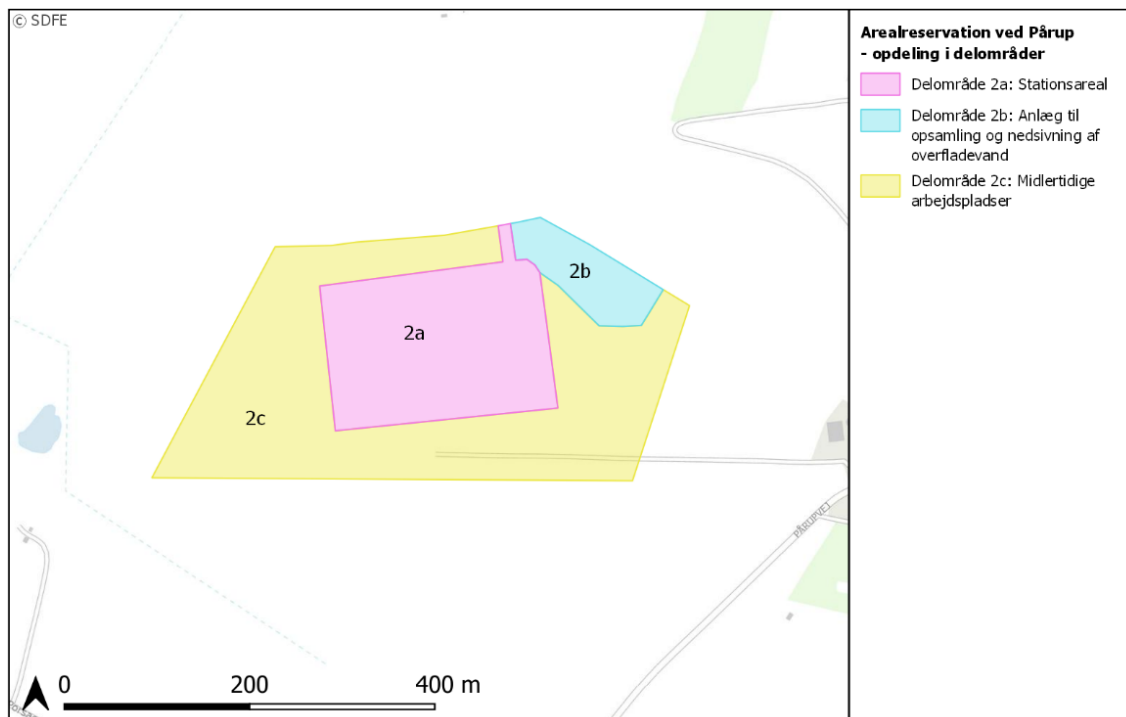 © SDFE
Arealreservation ved Pårup
- opdeling i delområder
Delområde 2a: Stationsareal
Delområde 2b: Anlæg til
opsamling og nedsivning af
overfladevand
Delområde 2c: Midlertidige
arbejdspladser
2b
2a
2c
PÅRUPVEJ
0 200 400 m